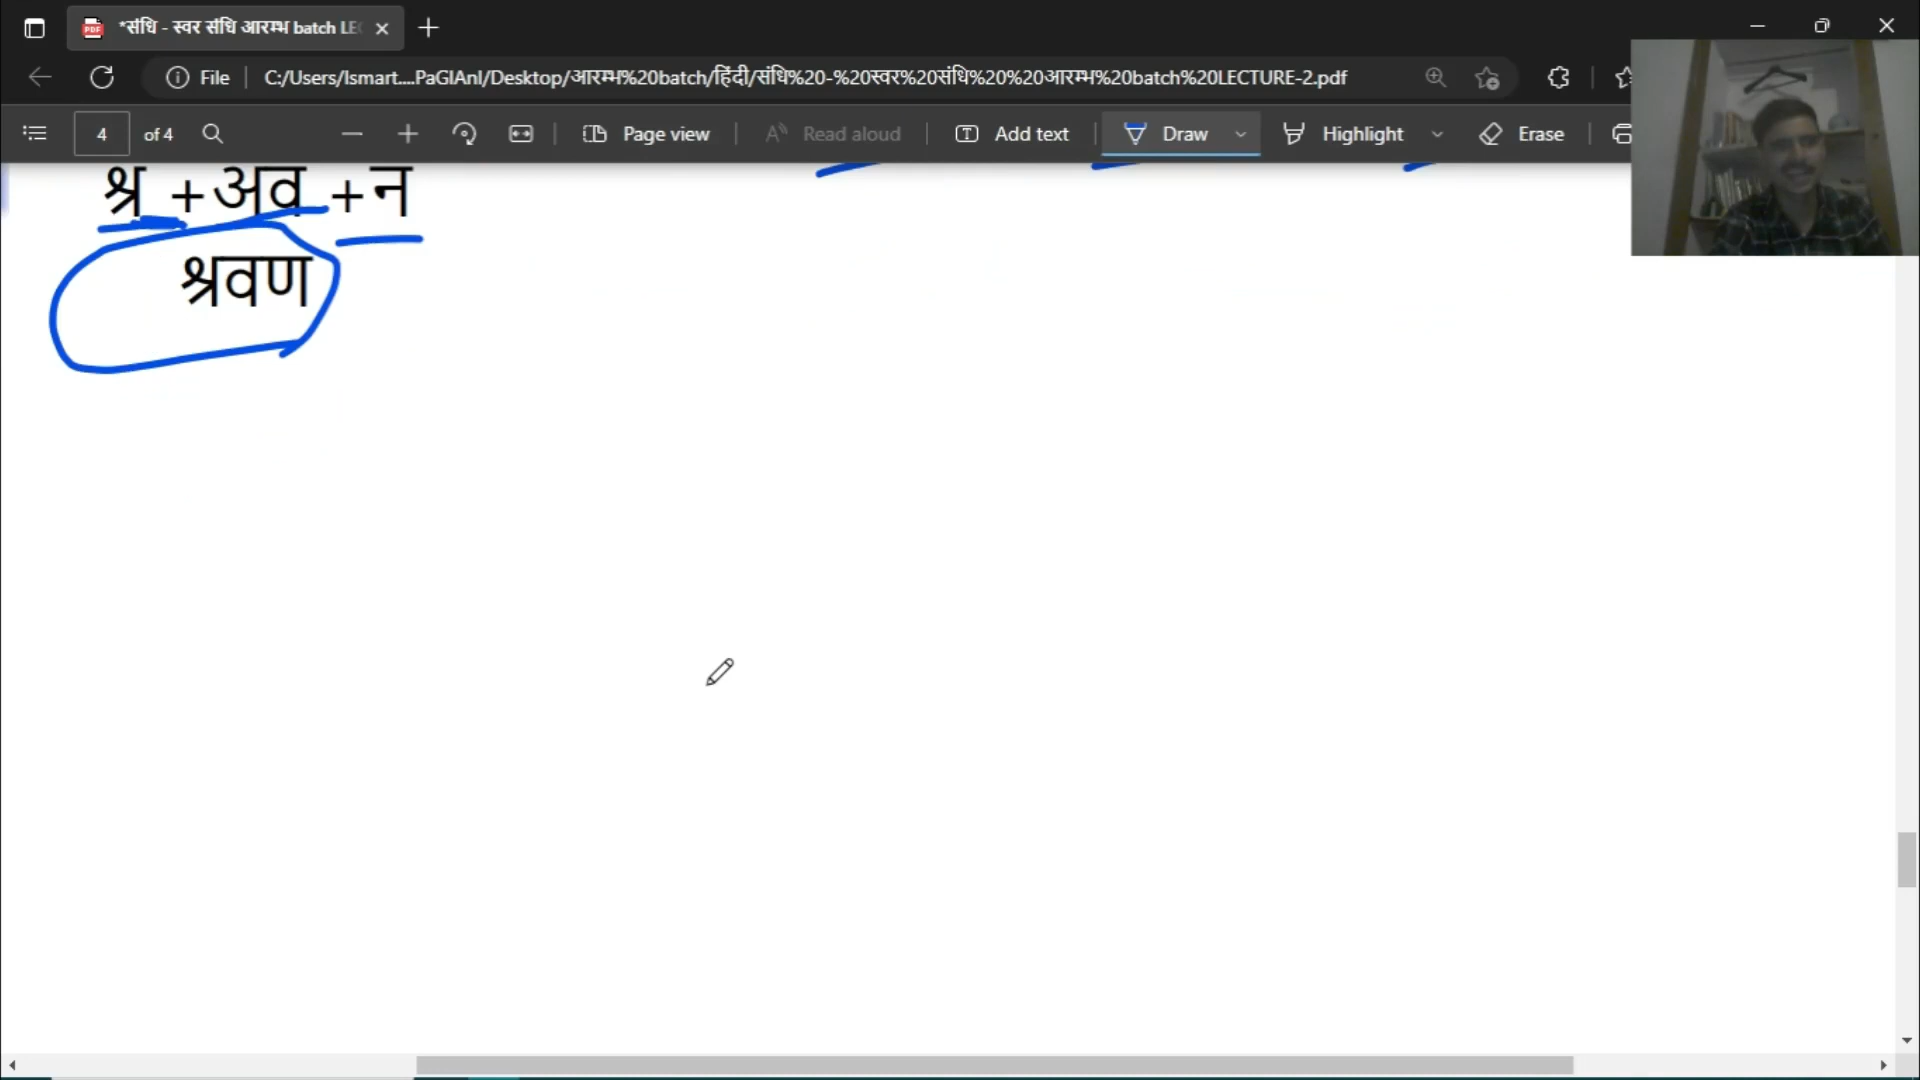 *संधि - स्वर संधि आरम्भ batch LE
File
C:/Users/Ismart....PaGlAnI/Desktop/आरम्भ%20batch/हिंदी/संधि%20-%20स्वर%20संधि%20%20आरम्भ%20batch%20LECTURE-2.pdf
4 of 4 Page view Read aloud Add text Draw Highlight Erase
श्र +अव +न
श्रवण